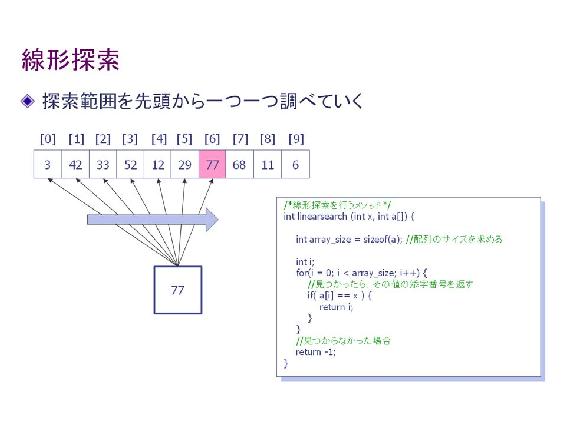 線形探索
探索範囲を先頭から一つ一つ調べていく
[0] [1] [2] [3] [4] [5] [6] [7] [8] [9]
3 42 33 52 12 29 77 68 11 6
77
/*線形探索を行うメソッド*/
int linearsearch (int x, int a[]) {
int array_size = sizeof(a); //配列のサイズを求める
int i;
for(i = 0; i < array_size; i++) {
//見つかったら、その値の添字番号を返す
if( a[i] == x ) {
return i;
}
}
//見つからなかった場合
return -1;
}